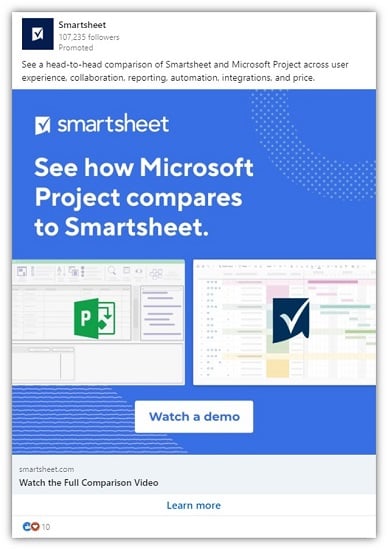 Smartsheet
107,235 followers
Promoted
See a head-to-head comparison of Smartsheet and Microsoft Project across user
experience, collaboration, reporting, automation, integrations, and price.
smartsheet
See how Microsoft
Project compares
to Smartsheet.
P
Watch a demo
smartsheet.com
Watch the Full Comparison Video
Learn more
10